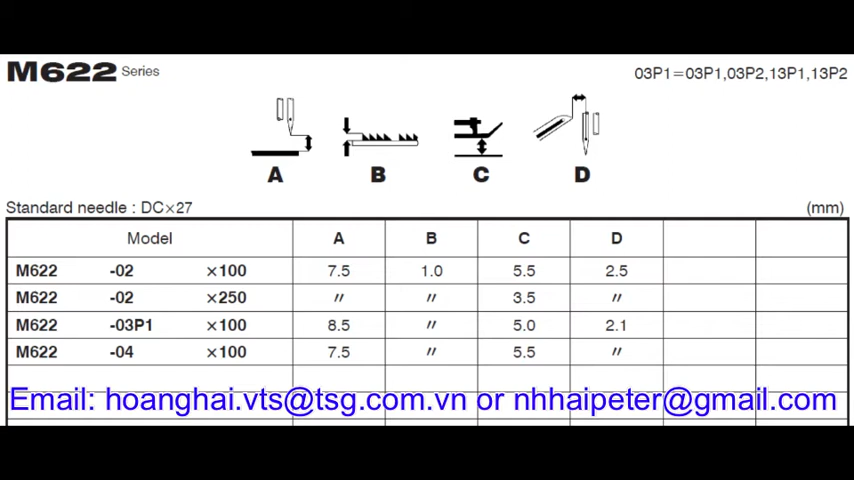 M622 Series
03P1=03P1,03P2,13P1,13P2
A B C D
Standard needle : DC×27 (mm)
Model A B C D
M622 -02 ×100 7.5 1.0 5.5 2.5
M622 -02 ×250 〃 〃 3.5 〃
M622 -03P1 ×100 8.5 〃 5.0 2.1
M622 -04 ×100 7.5 〃 5.5 〃
Email: hoanghai.vts@tsg.com.vn or nhhaipeter@gmail.com